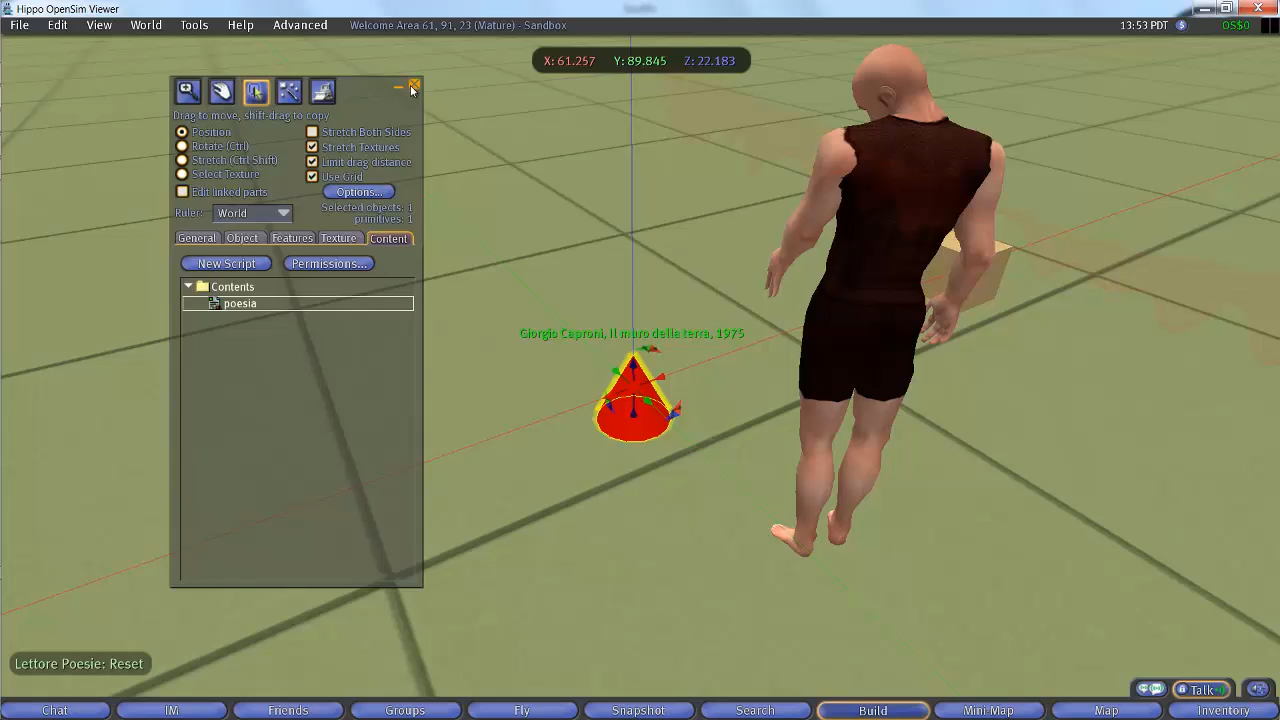 Hippo OpenSim Viewer
File Edit View World Tools Help Advanced Welcome Area 61, 91, 23 (Mature) - Sandbox 13:53 PDT $ OS$0
X: 61.257 Y: 89.845 Z: 22.183
Drag to move, shift-drag to copy
Position Stretch Both Sides
Rotate (Ctrl) Stretch Textures
Stretch (Ctrl Shift) Limit drag distance
Select Texture Use Grid
Edit linked parts Options...
Ruler: World Selected objects: 1
primitives: 1
General Object Features Texture Content
New Script Permissions...
Contents
poesia
Giorgio Caproni, Il muro della terra, 1975
Lettore Poesie: Reset
Talk
Chat IM Friends Groups Fly Snapshot Search Build Mini-Map Map Inventory